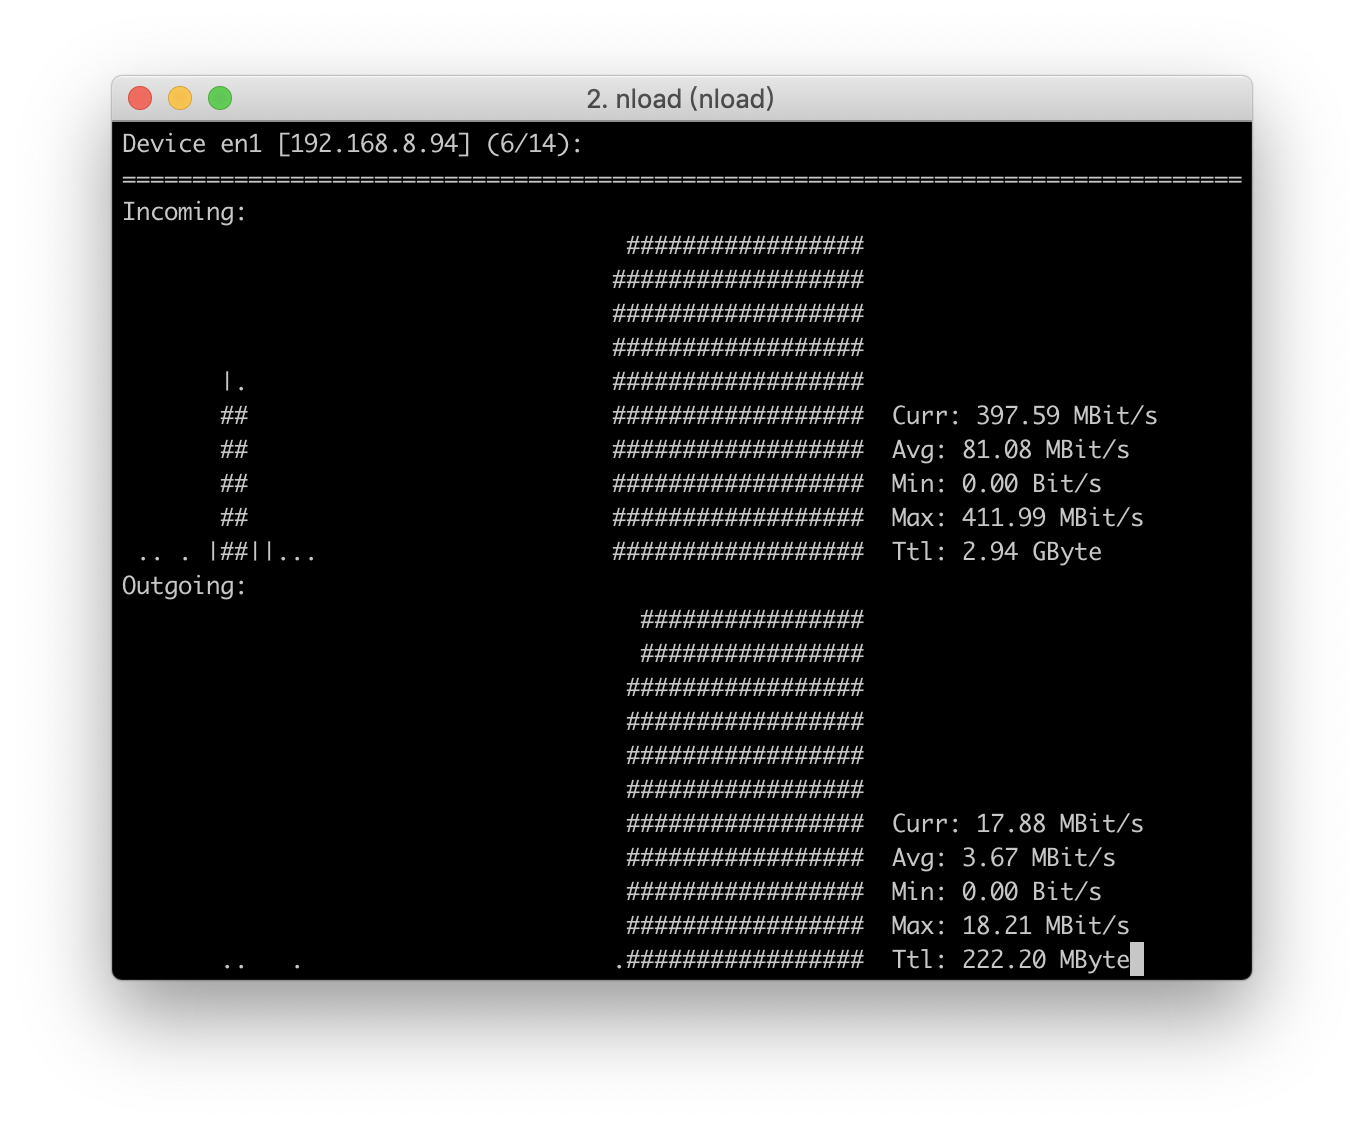 2. nload (nload)
Device en1 [192.168.8.94] (6/14):
================================================================================
Incoming:
#################
##################
##################
##################
|. ##################
## ################## Curr: 397.59 MBit/s
## ################## Avg: 81.08 MBit/s
## ################## Min: 0.00 Bit/s
## ################## Max: 411.99 MBit/s
.. . |##||... ################## Ttl: 2.94 GByte
Outgoing:
################
################
#################
#################
#################
#################
################# Curr: 17.88 MBit/s
################# Avg: 3.67 MBit/s
################# Min: 0.00 Bit/s
################# Max: 18.21 MBit/s
.. . .################# Ttl: 222.20 MByte